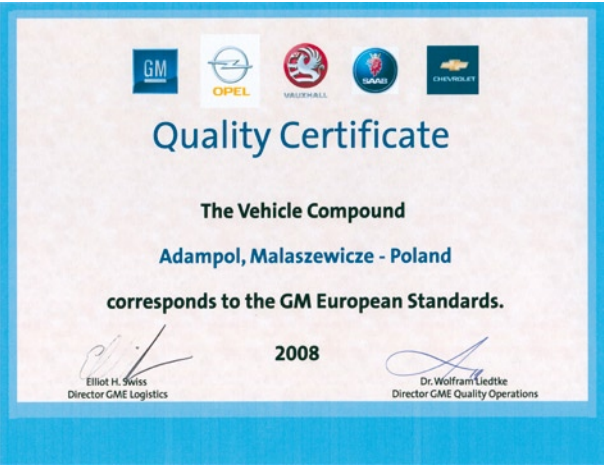 GM
OPEL
VAUXHALL
SAAB
CHEVROLET
Quality Certificate
The Vehicle Compound
Adampol, Malaszewicze - Poland
corresponds to the GM European Standards.
2008
Elliot H. Swiss
Director GME Logistics
Dr. Wolfram Liedtke
Director GME Quality Operations